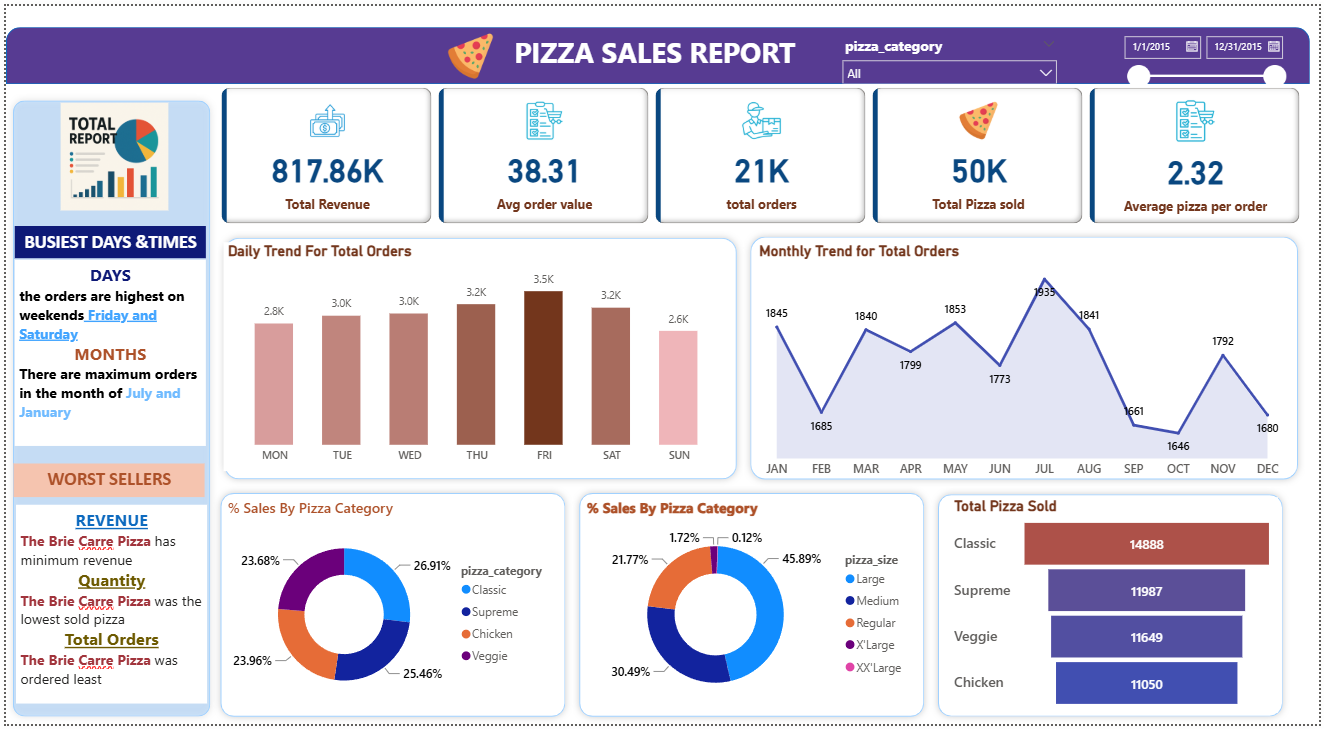 PIZZA SALES REPORT
pizza_category
All
1/1/2015
12/31/2015
TOTAL
REPORT
BUSIEST DAYS &TIMES
DAYS
the orders are highest on
weekends Friday and
Saturday
MONTHS
There are maximum orders
in the month of July and
January
WORST SELLERS
REVENUE
The Brie Carre Pizza has
minimum revenue
Quantity
The Brie Carre Pizza was the
lowest sold pizza
Total Orders
The Brie Carre Pizza was
ordered least
817.86K
Total Revenue
38.31
Avg order value
21K
total orders
50K
Total Pizza sold
2.32
Average pizza per order
Daily Trend For Total Orders
2.8K
3.0K
3.0K
3.2K
3.5K
3.2K
2.6K
MON
TUE
WED
THU
FRI
SAT
SUN
Monthly Trend for Total Orders
1845
1685
1840
1799
1853
1773
1935
1841
1661
1646
1792
1680
JAN
FEB
MAR
APR
MAY
JUN
JUL
AUG
SEP
OCT
NOV
DEC
% Sales By Pizza Category
26.91%
25.46%
23.96%
23.68%
pizza_category
Classic
Supreme
Chicken
Veggie
% Sales By Pizza Category
45.89%
30.49%
21.77%
1.72%
0.12%
pizza_size
Large
Medium
Regular
X'Large
XX'Large
Total Pizza Sold
Classic
14888
Supreme
11987
Veggie
11649
Chicken
11050